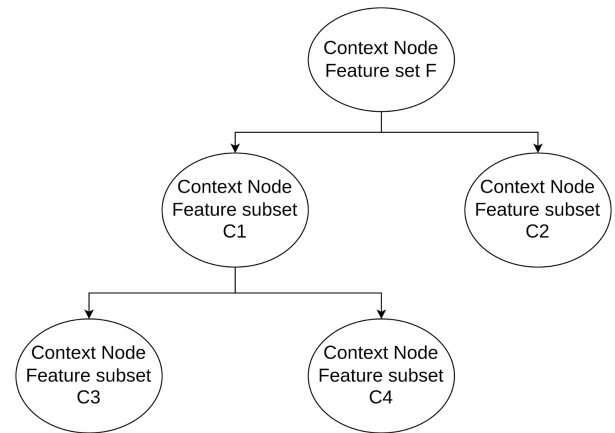 Context Node
Feature set F
Context Node
Feature subset
C1
Context Node
Feature subset
C2
Context Node
Feature subset
C3
Context Node
Feature subset
C4